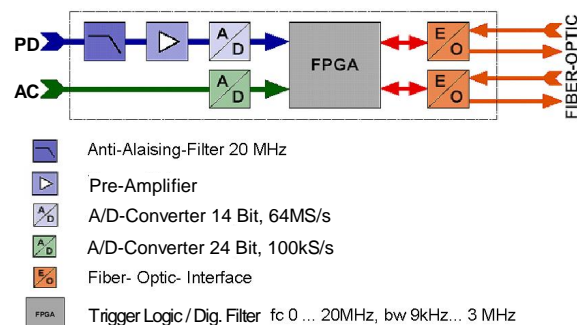 PD
A
D
FPGA
E
O
AC
A
D
E
O
FIBER-OPTIC
Anti-Alaising-Filter 20 MHz
Pre-Amplifier
A
D
A/D-Converter 14 Bit, 64MS/s
A
D
A/D-Converter 24 Bit, 100kS/s
E
O
Fiber- Optic- Interface
FPGA
Trigger Logic / Dig. Filter fc 0 ... 20MHz, bw 9kHz... 3 MHz